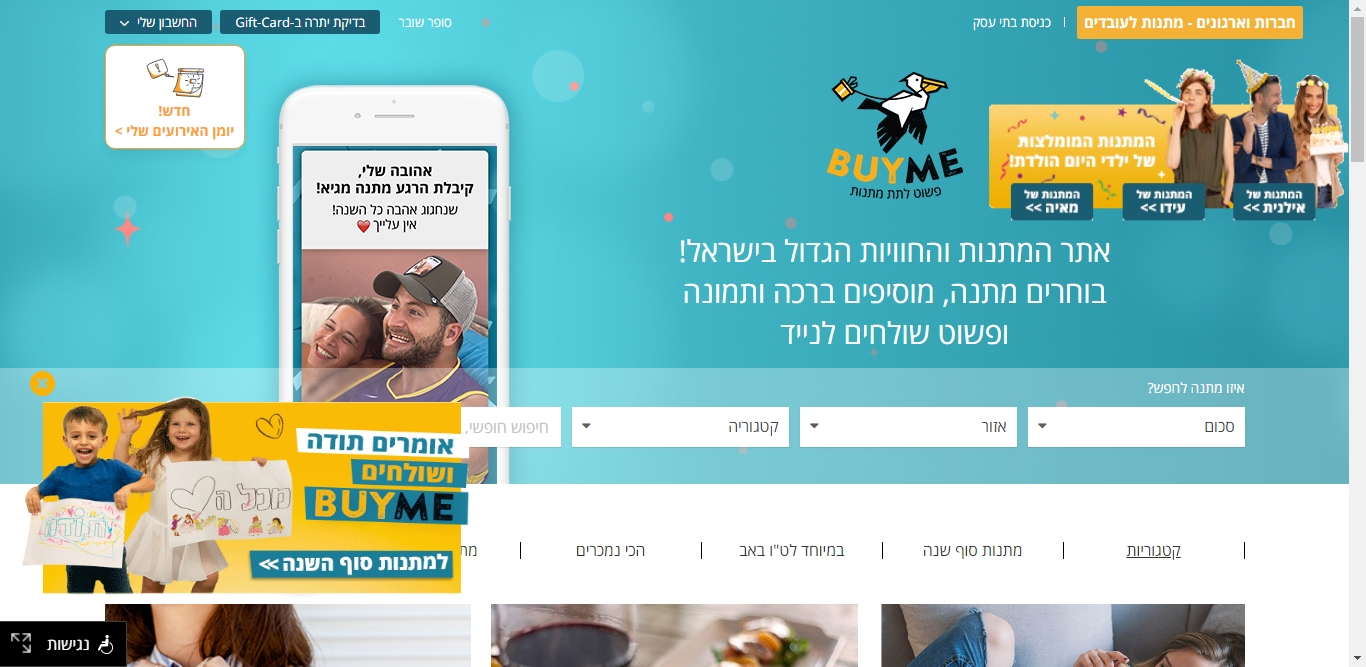 חברות וארגונים - מתנות לעובדים
כניסת בתי עסק
סופר שובר
בדיקת יתרה ב-Gift-Card
החשבון שלי
חדש!
יומן האירועים שלי >
אהובה שלי,
קיבלת הרגע מתנה מגיא!
שנחגוג אהבה כל השנה!
אין עלייך
BUYME
פשוט לתת מתנות
המתנות המומלצות
של ילדי היום הולדת!
המתנות של
אילנית >>
המתנות של
עידו >>
המתנות של
מאיה >>
אתר המתנות והחוויות הגדול בישראל!
בוחרים מתנה, מוסיפים ברכה ותמונה
ופשוט שולחים לנייד
איזו מתנה לחפש?
סכום
אזור
קטגוריה
חיפוש חופשי,
אומרים תודה
ושולחים
BUYME
מכל ה
תודה
למתנות סוף השנה >>
קטגוריות
מתנות סוף שנה
במיוחד לט"ו באב
הכי נמכרים
נגישות